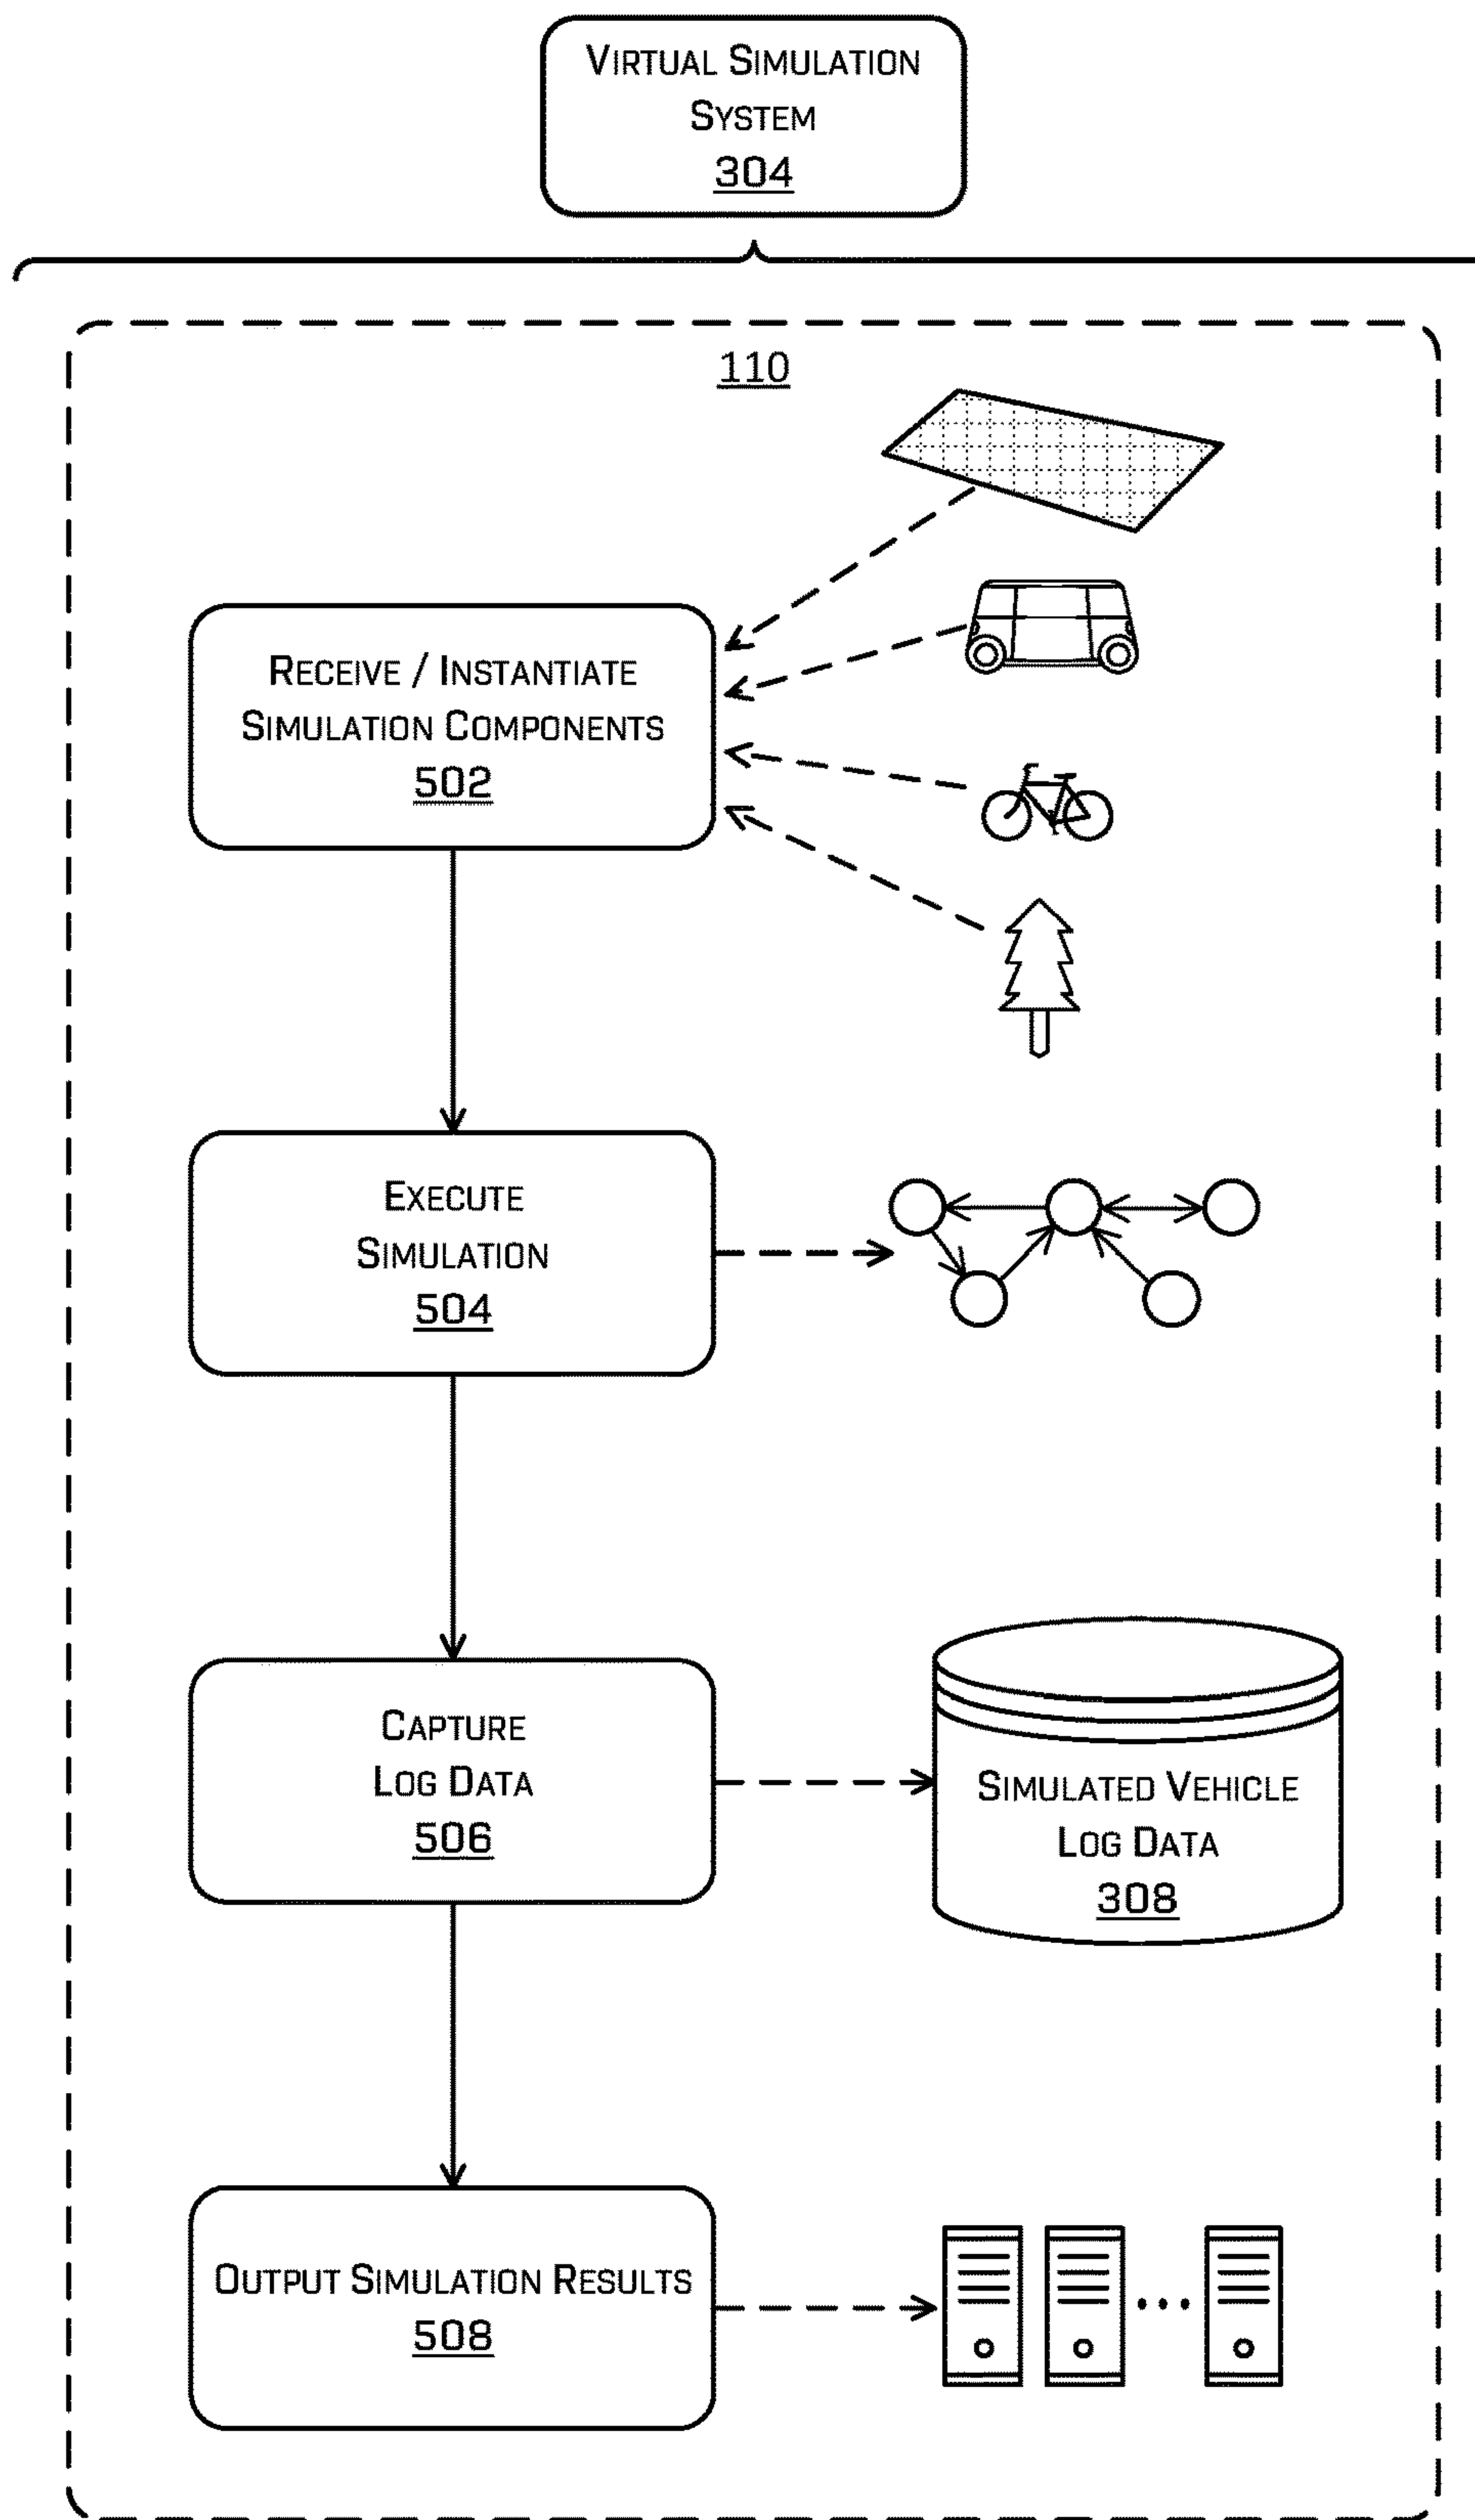 VIRTUAL SIMULATION
SYSTEM
304
110
RECEIVE / INSTANTIATE
SIMULATION COMPONENTS
502
EXECUTE
SIMULATION
504
CAPTURE
LOG DATA
506
SIMULATED VEHICLE
LOG DATA
308
OUTPUT SIMULATION RESULTS
508